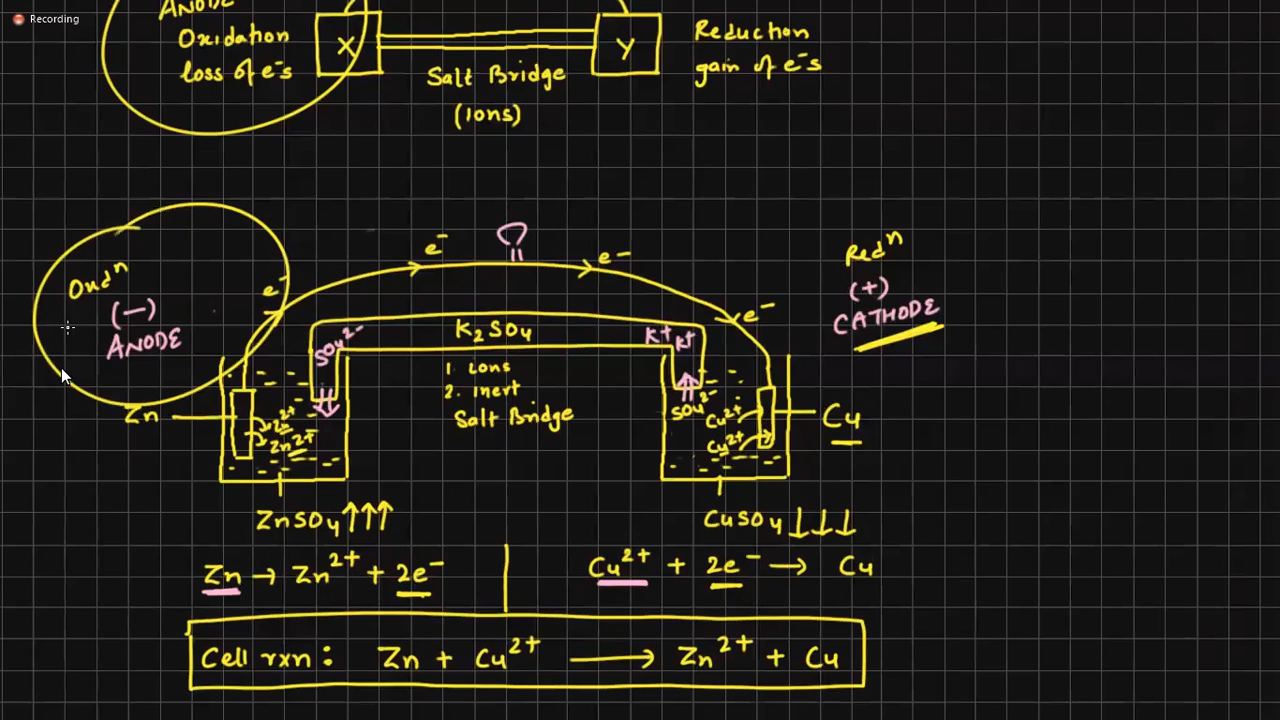 Recording
ANODE
Oxidation
loss of e⁻s
X
Salt Bridge
(Ions)
Y
Reduction
gain of e⁻s
Oxdⁿ
(−)
ANODE
e⁻
e⁻
e⁻
e⁻
Redⁿ
(+)
CATHODE
SO₄²⁻
K₂SO₄
K⁺ K⁺
1. Ions
2. inert
Salt Bridge
Zn
Zn²⁺
Zn²⁺
SO₄²⁻
Cu²⁺
Cu²⁺
Cu
ZnSO₄ ↑↑↑
CuSO₄ ↓↓↓
Zn → Zn²⁺ + 2e⁻
Cu²⁺ + 2e⁻ → Cu
Cell rxn: Zn + Cu²⁺ → Zn²⁺ + Cu